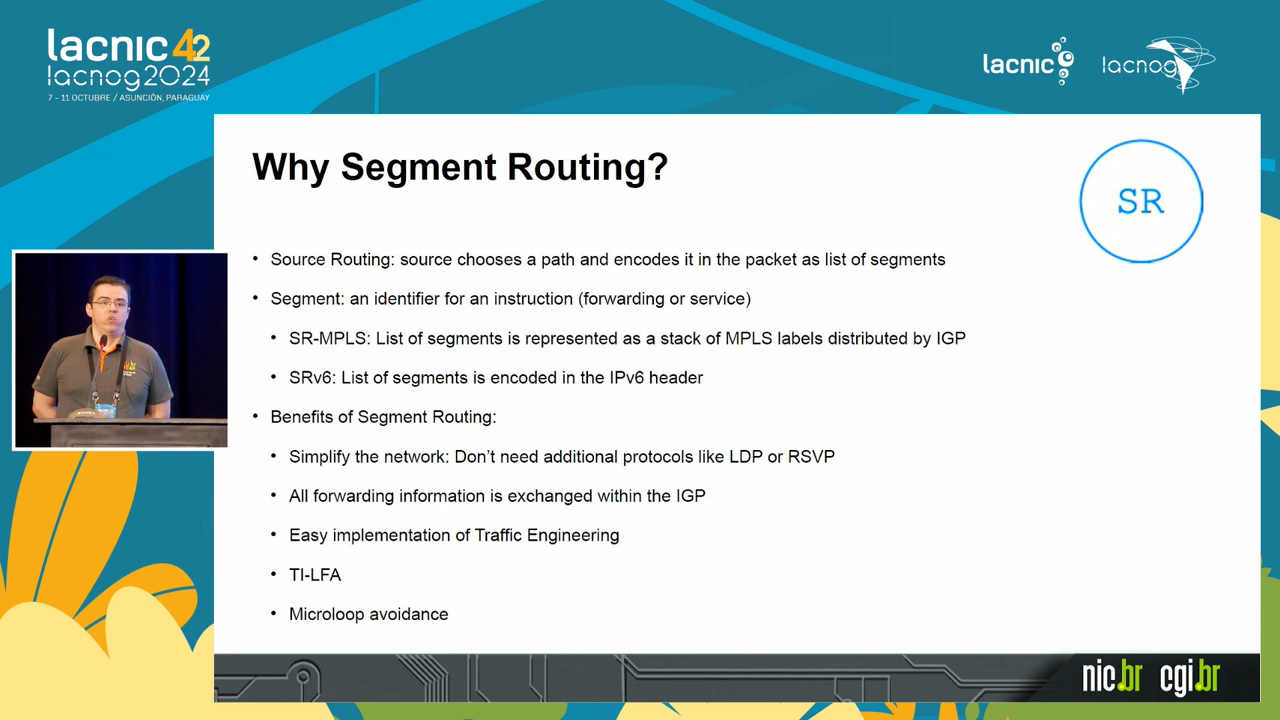 lacnic 42
lacnog 2024
7 - 11 OCTUBRE / ASUNCIÓN, PARAGUAY
lacnic
lacnog
Why Segment Routing?
SR
• Source Routing: source chooses a path and encodes it in the packet as list of segments
• Segment: an identifier for an instruction (forwarding or service)
• SR-MPLS: List of segments is represented as a stack of MPLS labels distributed by IGP
• SRv6: List of segments is encoded in the IPv6 header
• Benefits of Segment Routing:
• Simplify the network: Don't need additional protocols like LDP or RSVP
• All forwarding information is exchanged within the IGP
• Easy implementation of Traffic Engineering
• TI-LFA
• Microloop avoidance
nic.br cgi.br